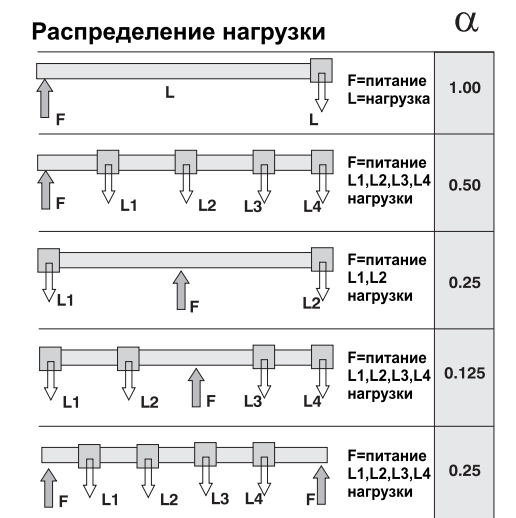 Распределение нагрузки α
L
F L
F=питание
L=нагрузка
1.00
F L1 L2 L3 L4
F=питание
L1,L2,L3,L4
нагрузки
0.50
L1 F L2
F=питание
L1,L2
нагрузки
0.25
L1 L2 F L3 L4
F=питание
L1,L2,L3,L4
нагрузки
0.125
F L1 L2 L3 L4 F
F=питание
L1,L2,L3,L4
нагрузки
0.25